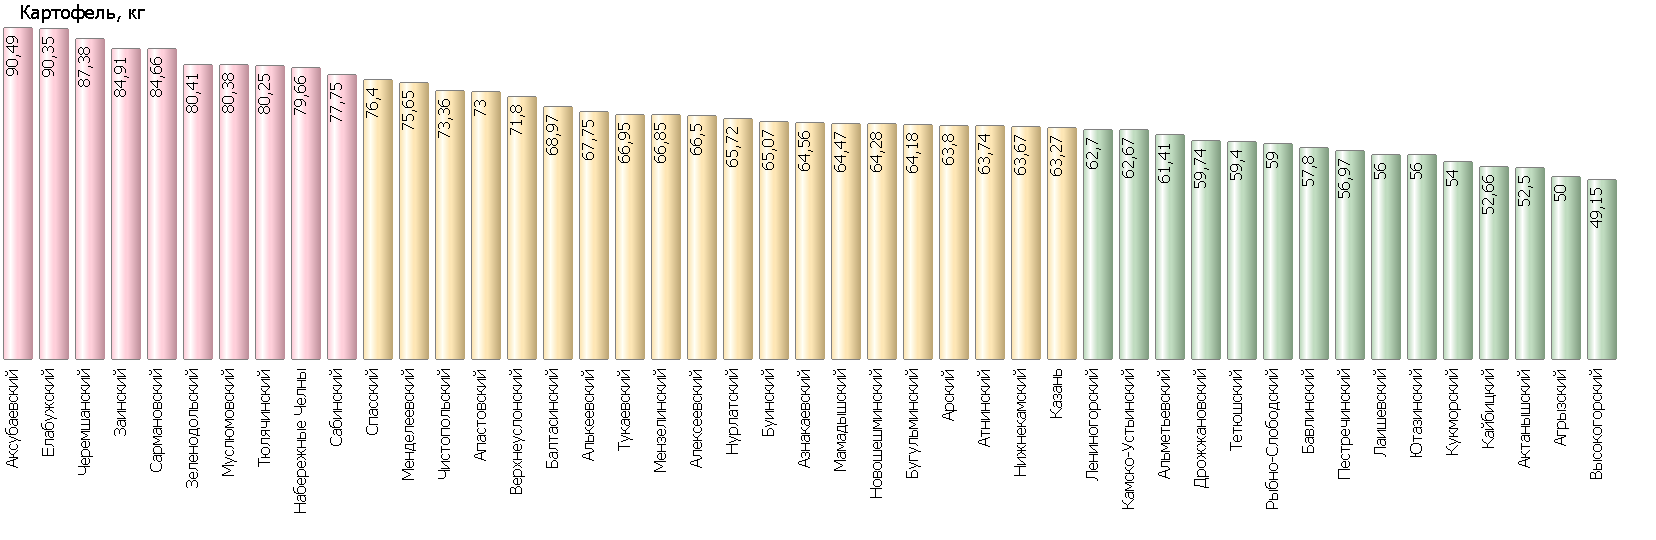 Картофель, кг
90,49
90,35
87,38
84,91
84,66
80,41
80,38
80,25
79,66
77,75
76,4
75,65
73,36
73
71,8
68,97
67,75
66,95
66,85
66,5
65,72
65,07
64,56
64,47
64,28
64,18
63,8
63,74
63,67
63,27
62,7
62,67
61,41
59,74
59,4
59
57,8
56,97
56
56
54
52,66
52,5
50
49,15
Аксубаевский
Елабужский
Черемшанский
Заинский
Сармановский
Зеленодольский
Муслюмовский
Тюлячинский
Набережные Челны
Сабинский
Спасский
Менделеевский
Чистопольский
Апастовский
Верхнеуслонский
Балтасинский
Алькеевский
Тукаевский
Мензелинский
Алексеевский
Нурлатский
Буинский
Азнакаевский
Мамадышский
Новошешминский
Бугульминский
Арский
Атнинский
Нижнекамский
Казань
Лениногорский
Камско-Устьинский
Альметьевский
Дрожжановский
Тетюшский
Рыбно-Слободский
Бавлинский
Пестречинский
Лаишевский
Ютазинский
Кукморский
Кайбицкий
Актанышский
Агрызский
Высокогорский